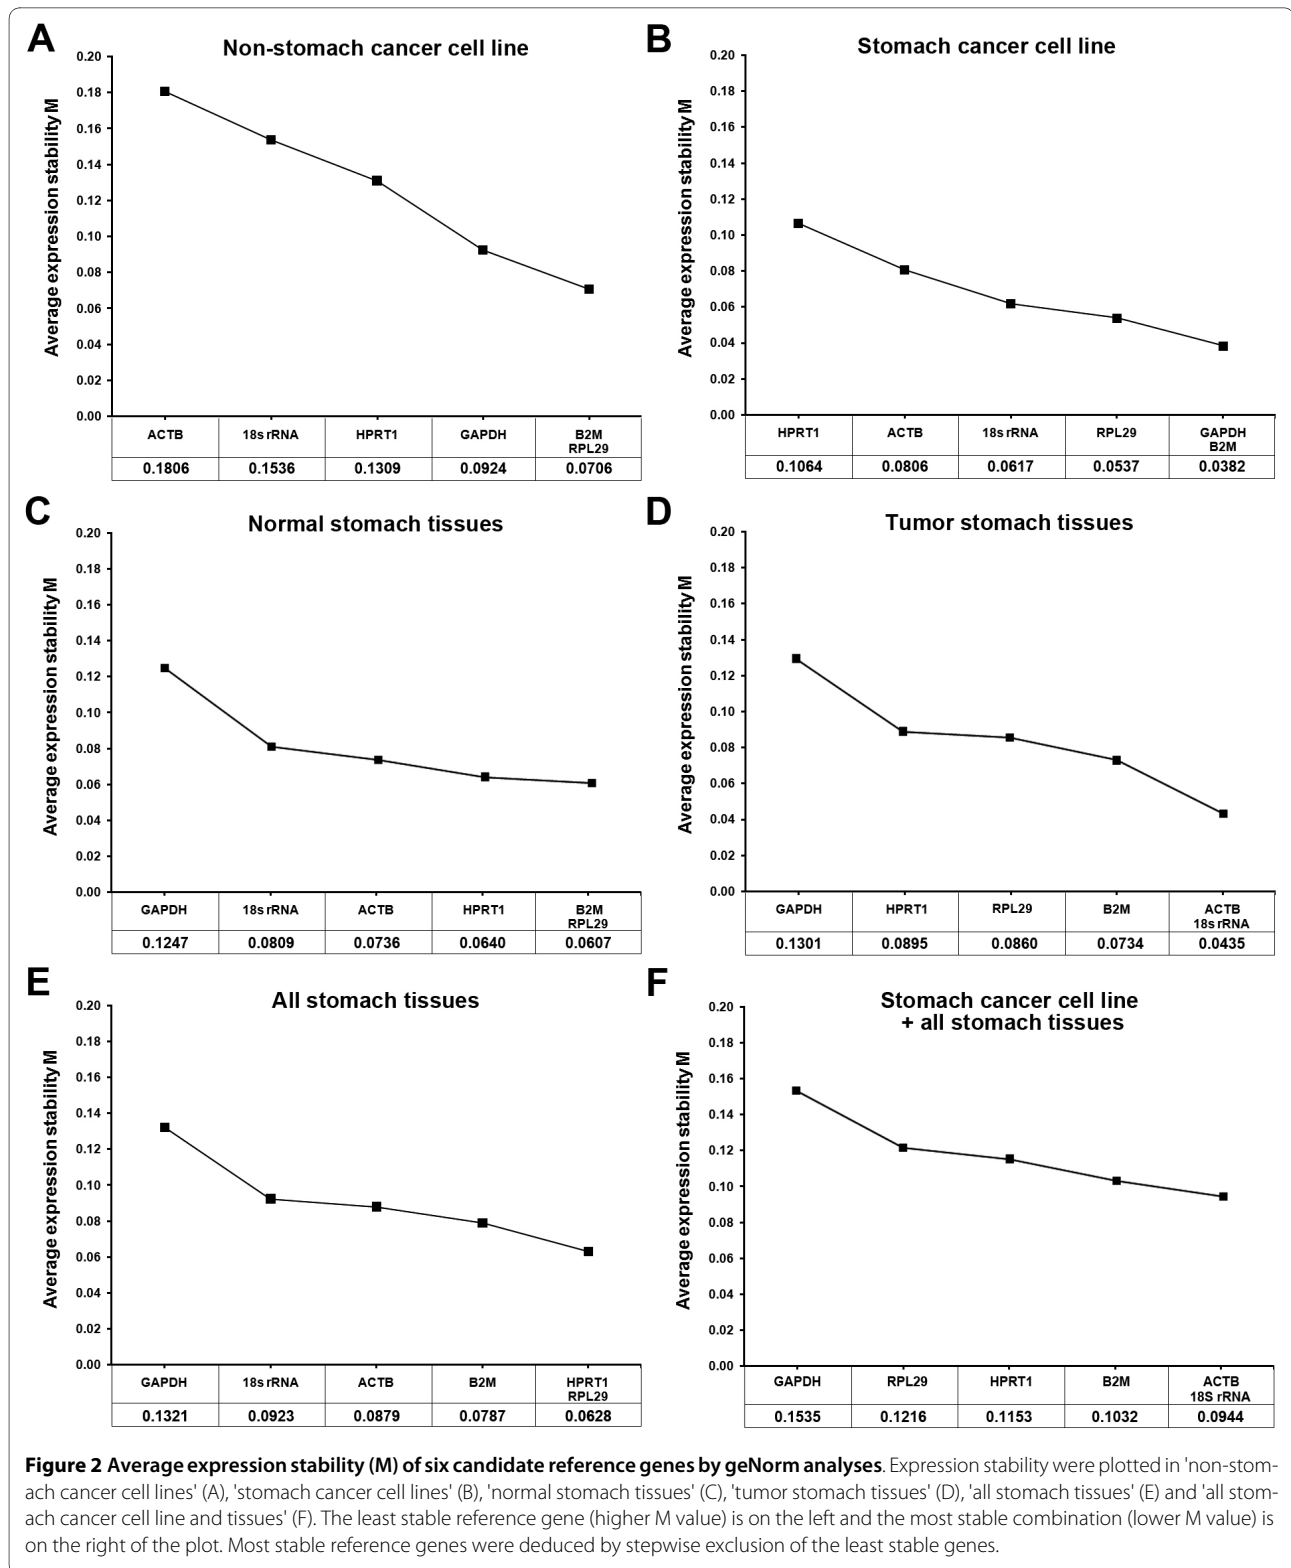 A
Non-stomach cancer cell line
Average expression stability M
0.20
0.18
0.16
0.14
0.12
0.10
0.08
0.06
0.04
0.02
0.00
ACTB 18s rRNA HPRT1 GAPDH B2M
RPL29
0.1806 0.1536 0.1309 0.0924 0.0706
B
Stomach cancer cell line
Average expression stability M
0.20
0.18
0.16
0.14
0.12
0.10
0.08
0.06
0.04
0.02
0.00
HPRT1 ACTB 18s rRNA RPL29 GAPDH
B2M
0.1064 0.0806 0.0617 0.0537 0.0382
C
Normal stomach tissues
Average expression stability M
0.20
0.18
0.16
0.14
0.12
0.10
0.08
0.06
0.04
0.02
0.00
GAPDH 18s rRNA ACTB HPRT1 B2M
RPL29
0.1247 0.0809 0.0736 0.0640 0.0607
D
Tumor stomach tissues
Average expression stability M
0.20
0.18
0.16
0.14
0.12
0.10
0.08
0.06
0.04
0.02
0.00
GAPDH HPRT1 RPL29 B2M ACTB
18s rRNA
0.1301 0.0895 0.0860 0.0734 0.0435
E
All stomach tissues
Average expression stability M
0.20
0.18
0.16
0.14
0.12
0.10
0.08
0.06
0.04
0.02
0.00
GAPDH 18s rRNA ACTB B2M HPRT1
RPL29
0.1321 0.0923 0.0879 0.0787 0.0628
F
Stomach cancer cell line
+ all stomach tissues
Average expression stability M
0.20
0.18
0.16
0.14
0.12
0.10
0.08
0.06
0.04
0.02
0.00
GAPDH RPL29 HPRT1 B2M ACTB
18S rRNA
0.1535 0.1216 0.1153 0.1032 0.0944
Figure 2 Average expression stability (M) of six candidate reference genes by geNorm analyses. Expression stability were plotted in 'non-stom-
ach cancer cell lines' (A), 'stomach cancer cell lines' (B), 'normal stomach tissues' (C), 'tumor stomach tissues' (D), 'all stomach tissues' (E) and 'all stom-
ach cancer cell line and tissues' (F). The least stable reference gene (higher M value) is on the left and the most stable combination (lower M value) is
on the right of the plot. Most stable reference genes were deduced by stepwise exclusion of the least stable genes.